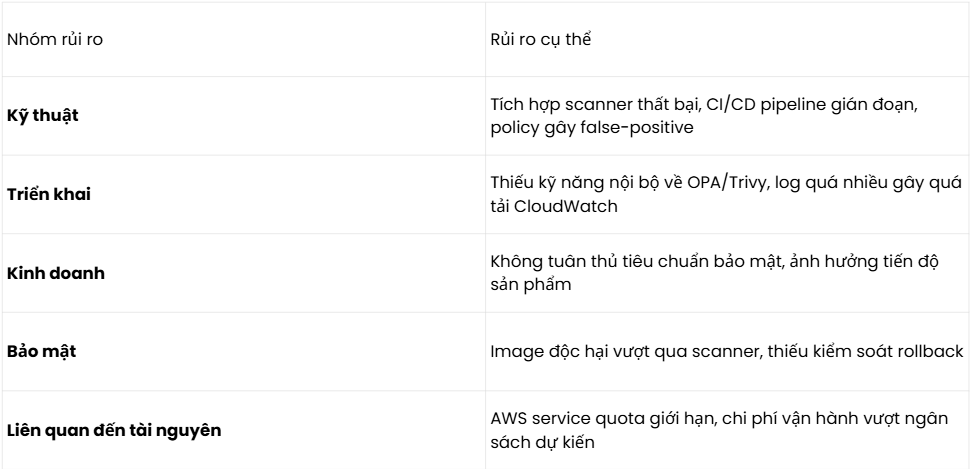 Nhóm rủi ro
Rủi ro cụ thể
Kỹ thuật
Tích hợp scanner thất bại, CI/CD pipeline gián đoạn,
policy gây false-positive
Triển khai
Thiếu kỹ năng nội bộ về OPA/Trivy, log quá nhiều gây quá
tải CloudWatch
Kinh doanh
Không tuân thủ tiêu chuẩn bảo mật, ảnh hưởng tiến độ
sản phẩm
Bảo mật
Image độc hại vượt qua scanner, thiếu kiểm soát rollback
Liên quan đến tài nguyên
AWS service quota giới hạn, chi phí vận hành vượt ngân
sách dự kiến